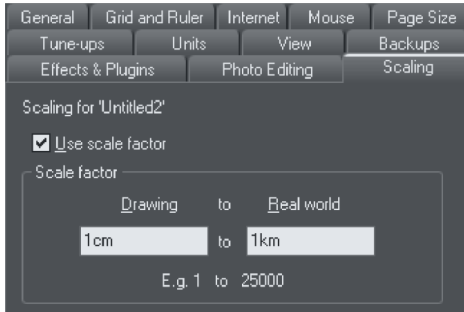 General Grid and Ruler Internet Mouse Page Size
Tune-ups Units View Backups
Effects & Plugins Photo Editing Scaling
Scaling for 'Untitled2'
Use scale factor
Scale factor
Drawing to Real world
1cm to 1km
E.g. 1 to 25000